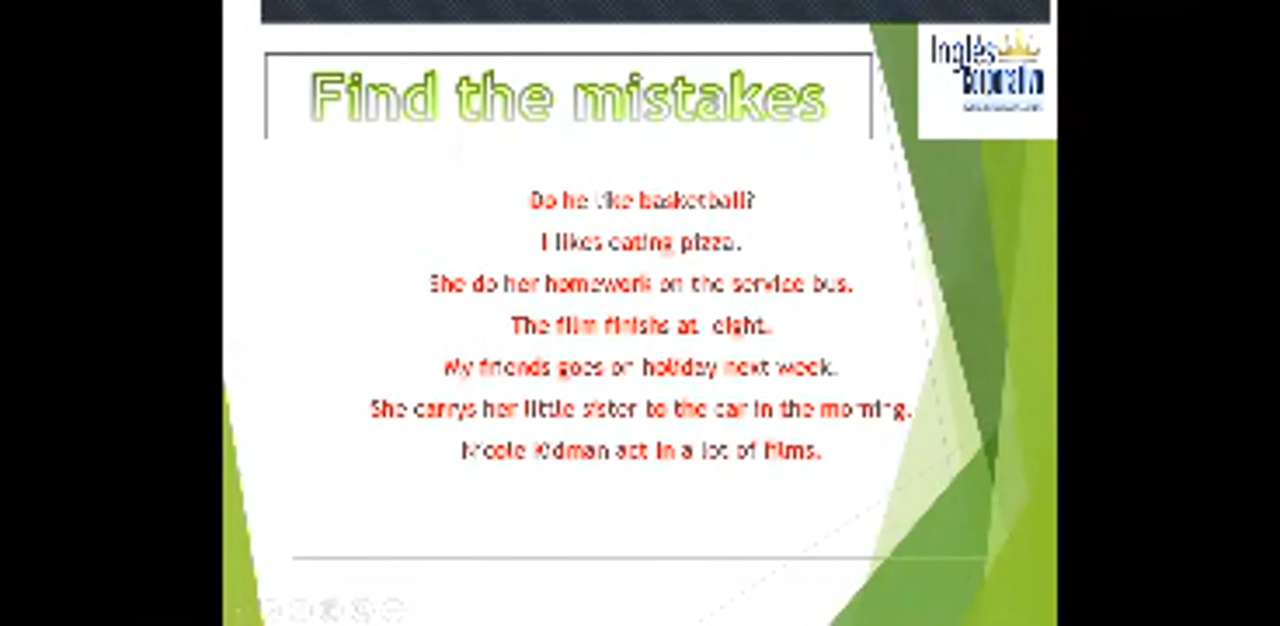 Find the mistakes
Inglés
Corporativo
Do he like basketball?
I likes eating pizza.
She do her homework on the service bus.
The film finishs at eight.
My friends goes on holiday next week.
She carrys her little sister to the car in the morning.
Nicole Kidman act in a lot of films.